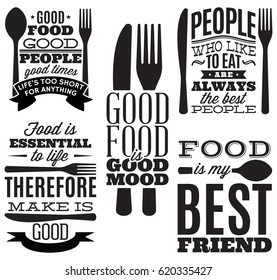 GOOD
FOOD
GOOD
PEOPLE
good times
LIFE'S TOO SHORT
FOR ANYTHING
PEOPLE
WHO LIKE
TO EAT
ARE
ALWAYS
the best
PEOPLE
GOOD
FOOD
is
GOOD
MOOD
Food is
ESSENTIAL
to life
THEREFORE
MAKE IS
GOOD
FOOD
is my
BEST
FRIEND
shutterstock.com · 620335427